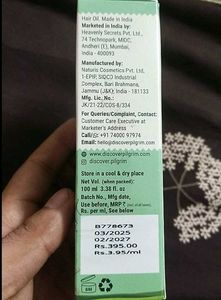 Hair Oil. Made in India
Marketed in India by:
Heavenly Secrets Pvt. Ltd.,
74 Technopark, MIDC,
Andheri (E), Mumbai,
India - 400093
Manufactured by:
Naturis Cosmetics Pvt. Ltd.,
1-EPIP, SIDCO Industrial
Complex, Bari Brahmana,
Jammu (J&K); India - 181133
Mfg. Lic. No.:
JK/21-22/COS-8/334
For Queries/Complaint, Contact:
Customer Care Executive at
Marketer's Address
Call +91 74000 97974
Email: hello@discoverpilgrim.com
www.discoverpilgrim.com
discover.pilgrim
Store in a cool & dry place
Net Vol. (when packed):
100 ml 3.38 fl. oz.
Batch No., Mfg date,
Use before, MRP ₹ (incl. of all taxes),
Rs. per ml, See below
B778673
03/2025
02/2027
Rs.395.00
Rs.3.95/ml